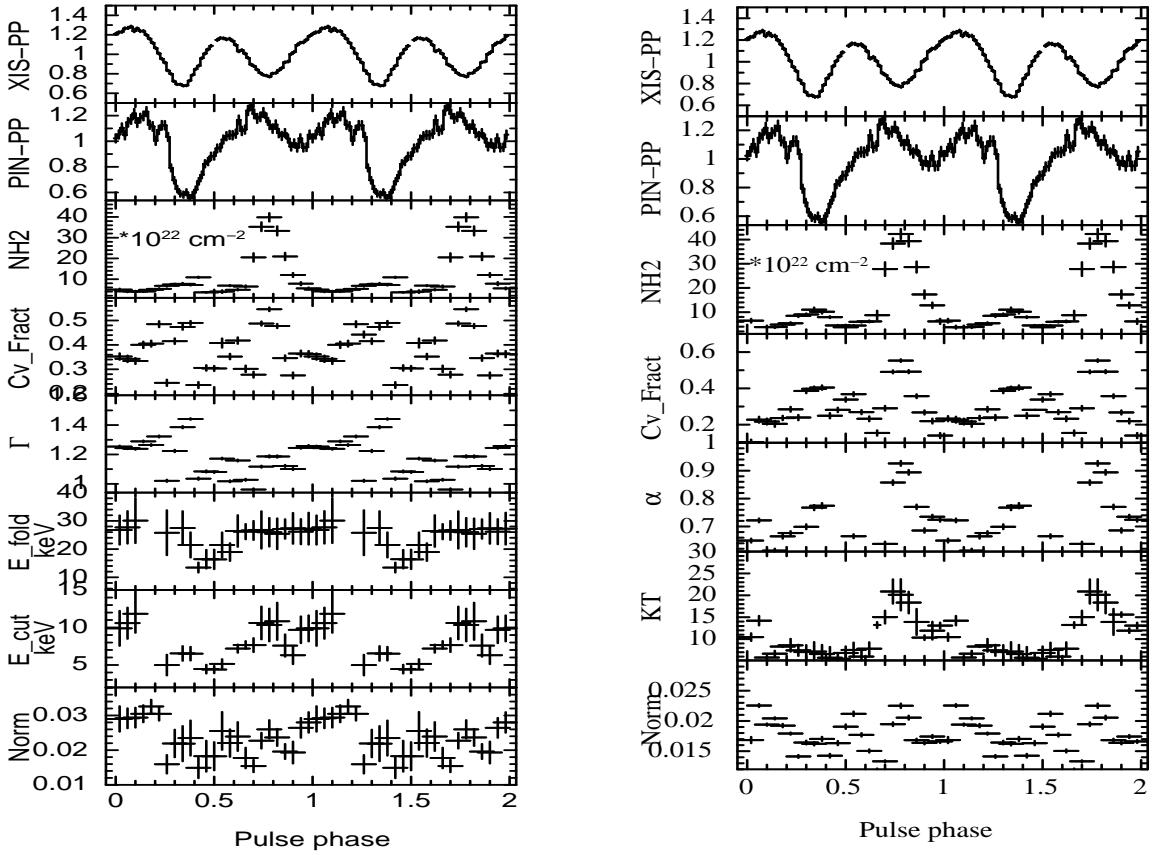 XIS−PP
1.4
1.2
1
0.8
0.6
PIN−PP
1.2
1
0.8
0.6
NH2
40
30
20
10
*10²² cm⁻²
Cv_Fract
0.5
0.4
0.3
0.2
Γ
1.6
1.4
1.2
1
E_fold
keV
40
30
20
10
E_cut
keV
15
10
5
Norm
0.03
0.02
0.01
0 0.5 1 1.5 2
Pulse phase
XIS−PP
1.4
1.2
1
0.8
0.6
PIN−PP
1.2
1
0.8
0.6
NH2
40
30
20
10
*10²² cm⁻²
Cv_Fract
0.6
0.4
0.2
α
1
0.9
0.8
0.7
KT
30
25
20
15
10
Norm
0.025
0.02
0.015
0 0.5 1 1.5 2
Pulse phase